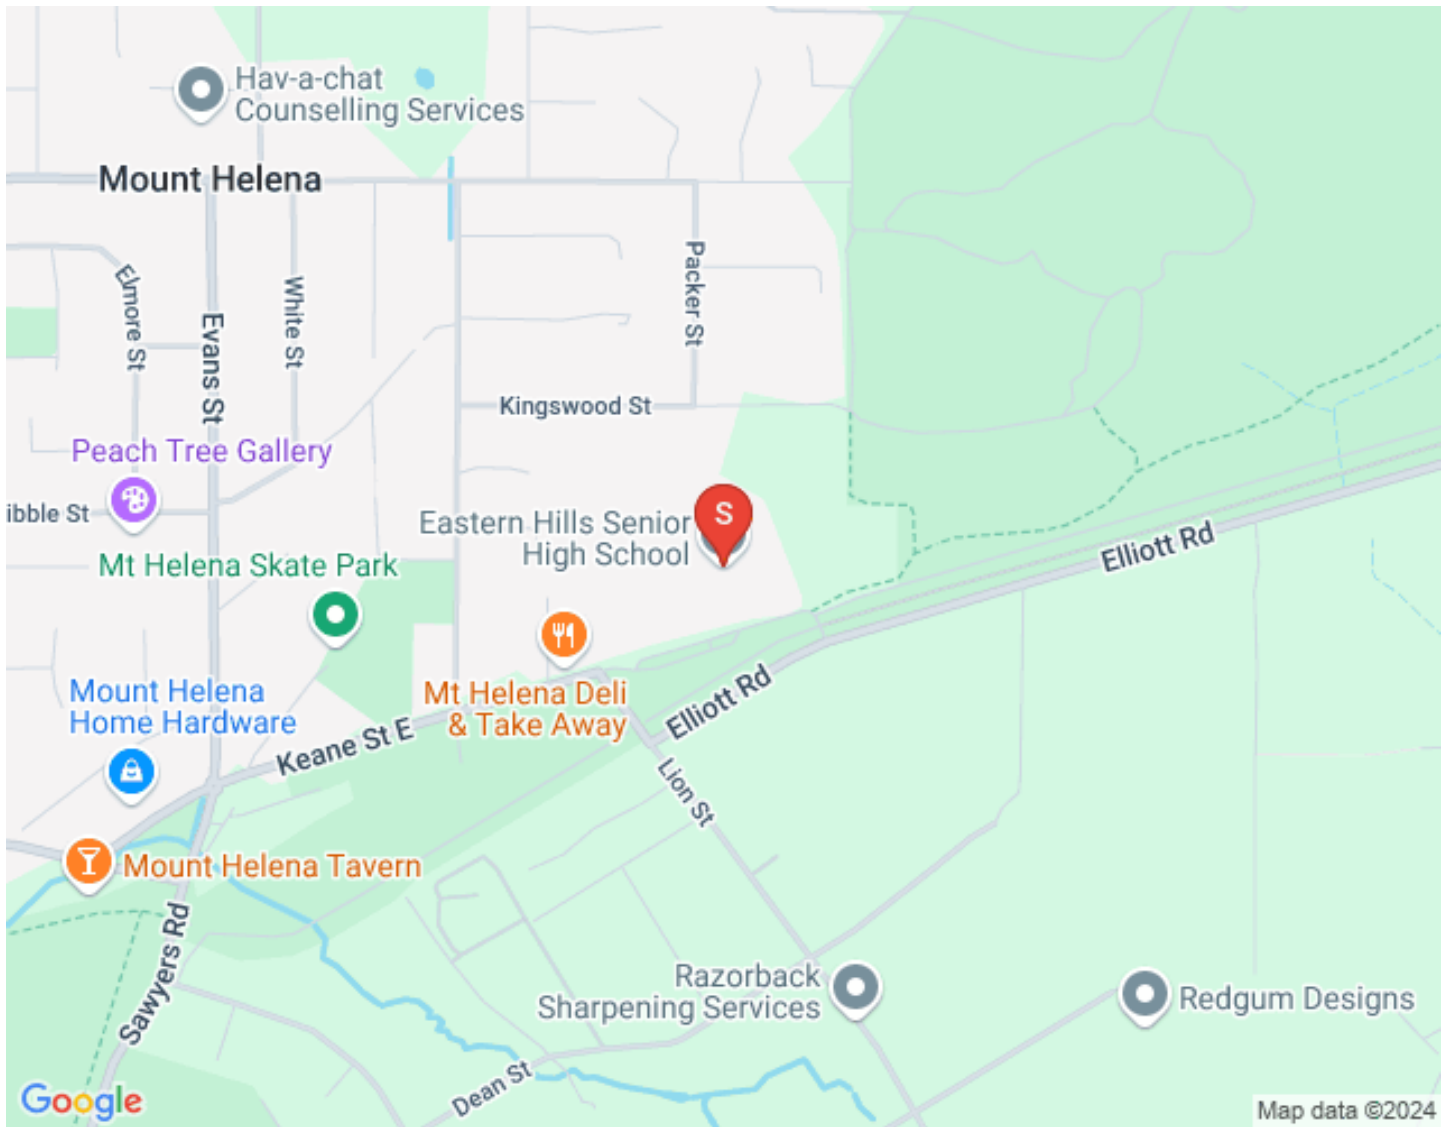 Hav-a-chat
Counselling Services
Mount Helena
Packer St
Elmore St
Evans St
White St
Kingswood St
Peach Tree Gallery
ibble St
Eastern Hills Senior
High School
S
Elliott Rd
Mt Helena Skate Park
Mount Helena
Home Hardware
Mt Helena Deli
& Take Away
Elliott Rd
Keane St E
Lion St
Mount Helena Tavern
Sawyers Rd
Razorback
Sharpening Services
Redgum Designs
Dean St
Google
Map data ©2024